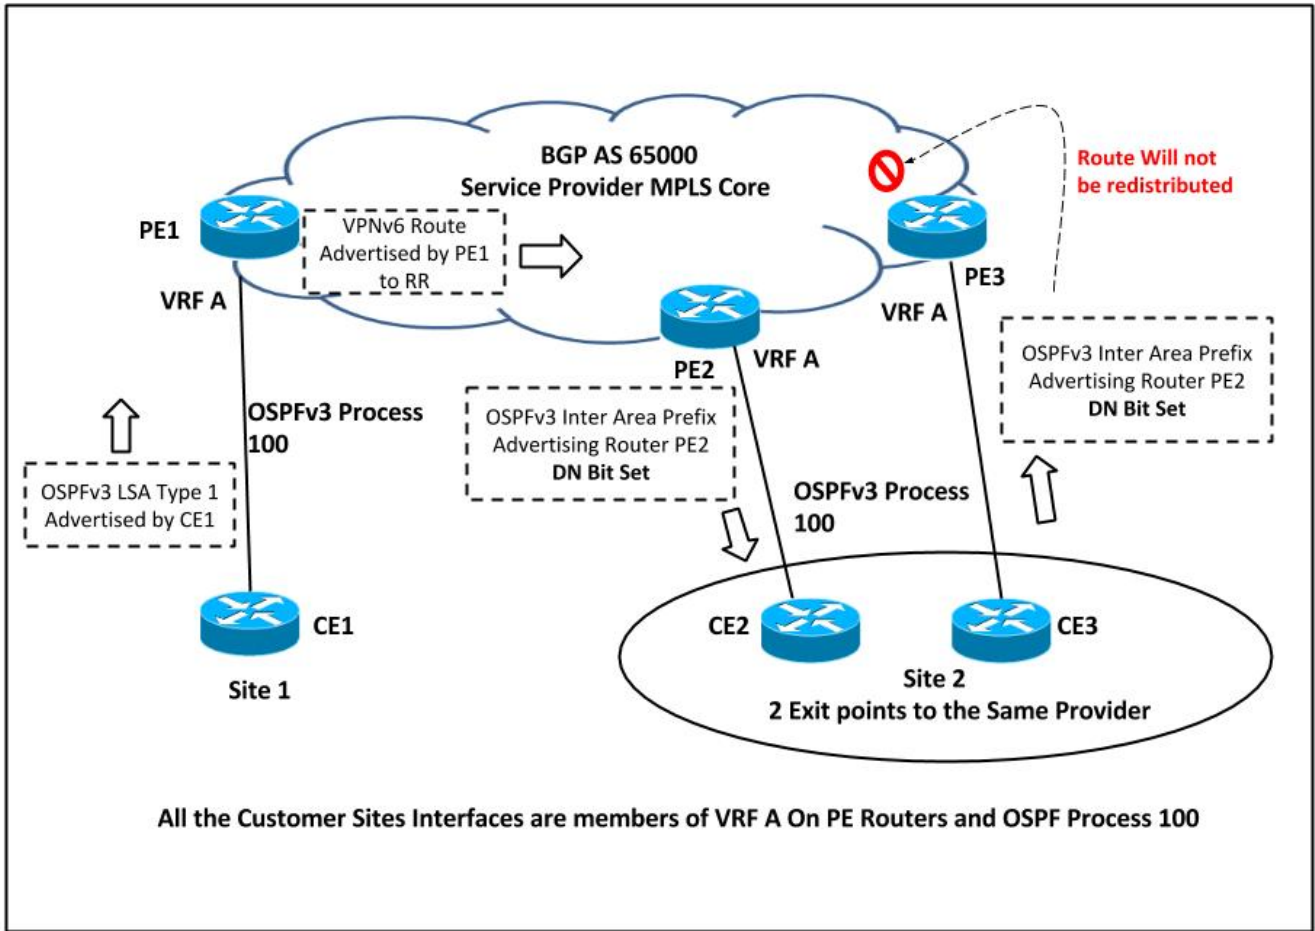 BGP AS 65000
Service Provider MPLS Core
Route Will not
be redistributed
PE1
VPNv6 Route
Advertised by PE1
to RR
PE3
VRF A
VRF A
PE2
VRF A
OSPFv3 Inter Area Prefix
Advertising Router PE2
DN Bit Set
OSPFv3 Process
100
OSPFv3 Inter Area Prefix
Advertising Router PE2
DN Bit Set
OSPFv3 LSA Type 1
Advertised by CE1
OSPFv3 Process
100
CE1
CE2
CE3
Site 1
Site 2
2 Exit points to the Same Provider
All the Customer Sites Interfaces are members of VRF A On PE Routers and OSPF Process 100